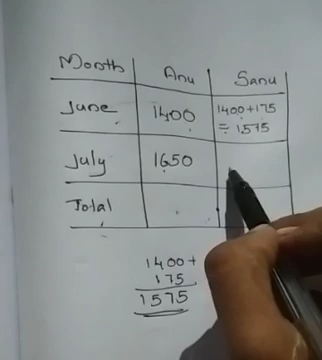 Month Anu Sanu
June 1400 1400+175
= 1575
July 1650
Total
1400+
175
1575